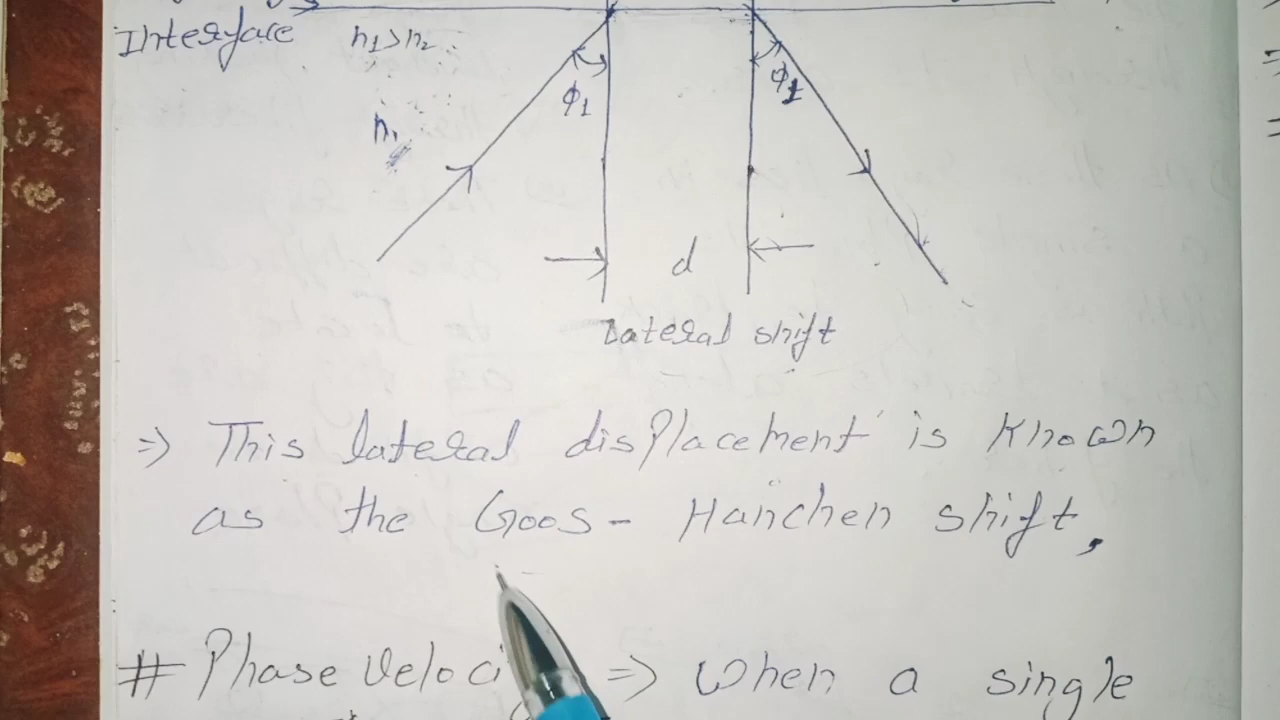 Interface n₁>n₂
n₁
ϕ₁
ϕ₁
d
Lateral shift
⇒ This lateral displacement is known
as the Goos- Hanchen shift,
# Phase Veloci ⇒ When a single